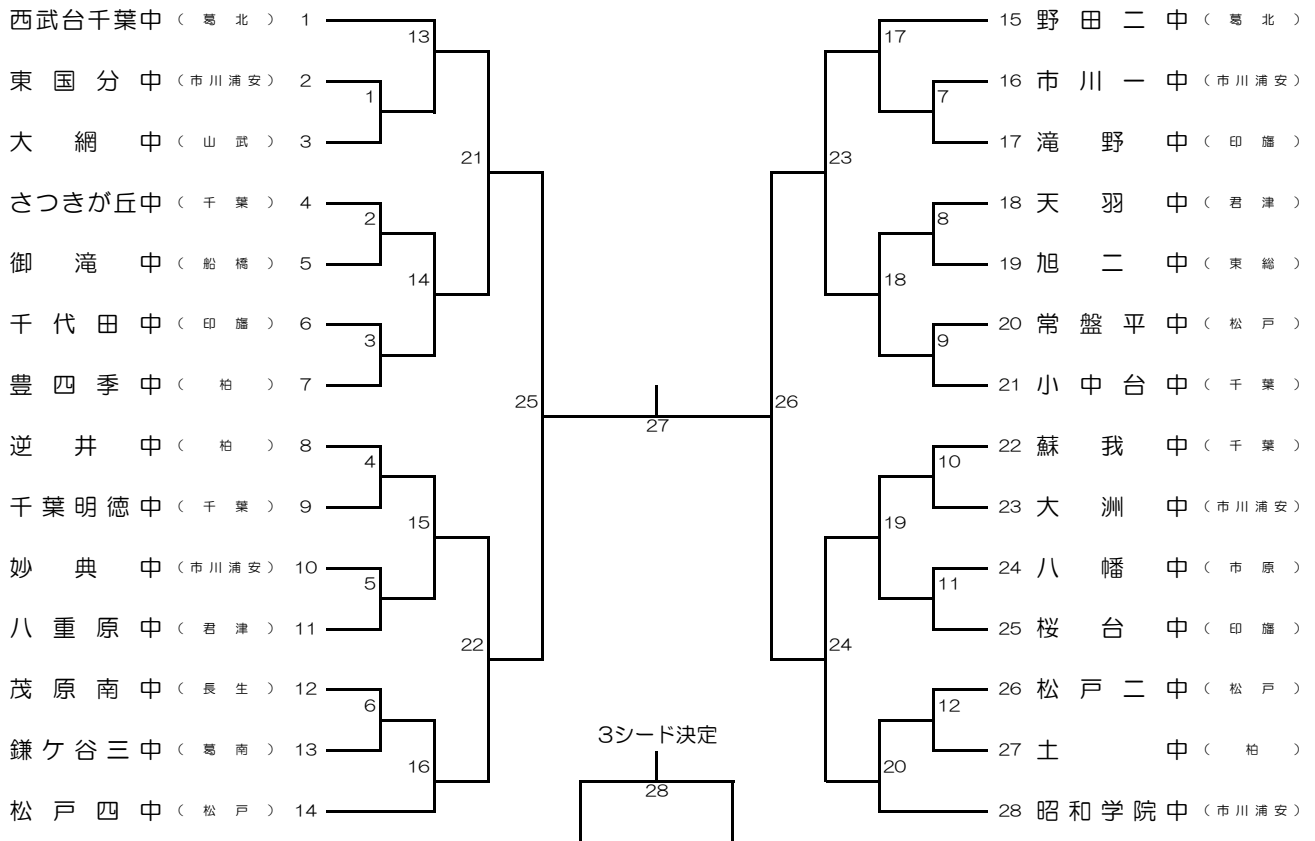 西武台千葉中（葛北）1
東国分中（市川浦安）2
大網中（山武）3
さつきが丘中（千葉）4
御滝中（船橋）5
千代田中（印旛）6
豊四季中（柏）7
逆井中（柏）8
千葉明徳中（千葉）9
妙典中（市川浦安）10
八重原中（君津）11
茂原南中（長生）12
鎌ケ谷三中（葛南）13
松戸四中（松戸）14
13
1
21
2
14
3
25
4
15
5
22
6
16
27
3シード決定
28
17
7
23
8
18
9
26
10
19
11
24
12
20
15 野田二中（葛北）
16 市川一中（市川浦安）
17 滝野中（印旛）
18 天羽中（君津）
19 旭二中（東総）
20 常盤平中（松戸）
21 小中台中（千葉）
22 蘇我中（千葉）
23 大洲中（市川浦安）
24 八幡中（市原）
25 桜台中（印旛）
26 松戸二中（松戸）
27 土中（柏）
28 昭和学院中（市川浦安）